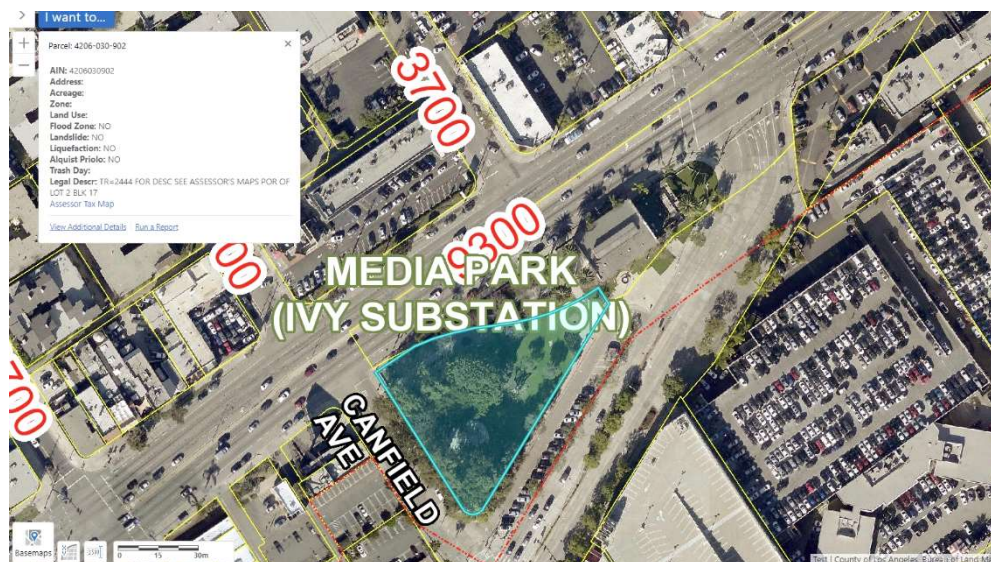 I want to...
Parcel: 4206-030-902
AIN: 4206030902
Address:
Acreage:
Zone:
Land Use:
Flood Zone: NO
Landslide: NO
Liquefaction: NO
Alquist Priolo: NO
Trash Day:
Legal Descr: TR=2444 FOR DESC SEE ASSESSOR'S MAPS POR OF
LOT 2 BLK 17
Assessor Tax Map
View Additional Details Run a Report
3700
9300
MEDIA PARK
(IVY SUBSTATION)
CANFIELD
AVE
700
Basemaps
0 15 30m
Test | County of Los Angeles, Bureau of Land M